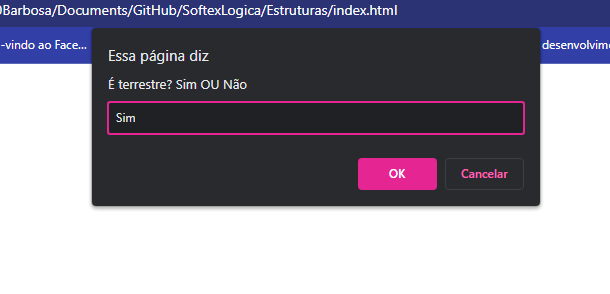 Barbosa/Documents/GitHub/SoftexLogica/Estruturas/index.html
-vindo ao Face...
desenvolvime
Essa página diz
É terrestre? Sim OU Não
Sim
OK Cancelar